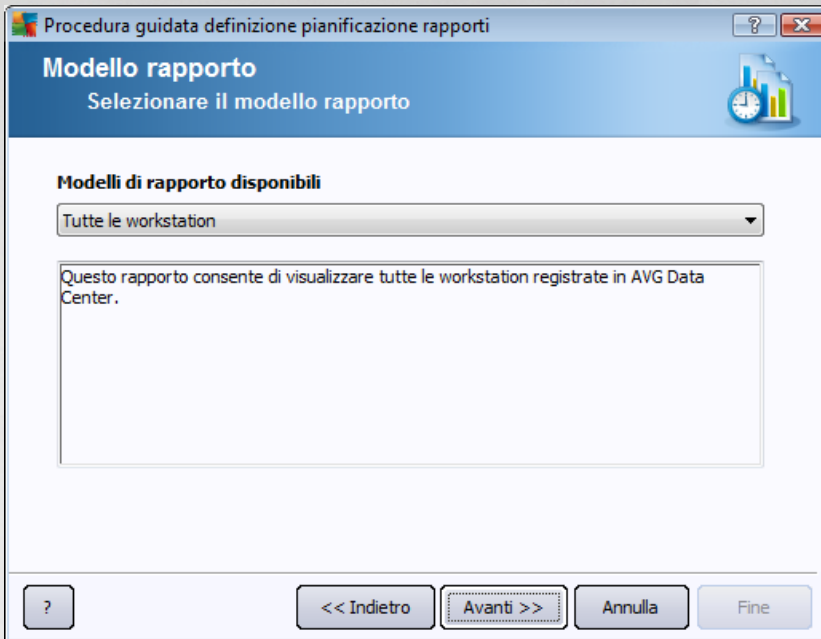 Procedura guidata definizione pianificazione rapporti
?
Modello rapporto
Selezionare il modello rapporto
Modelli di rapporto disponibili
Tutte le workstation
Questo rapporto consente di visualizzare tutte le workstation registrate in AVG Data
Center.
?
<< Indietro
Avanti >>
Annulla
Fine